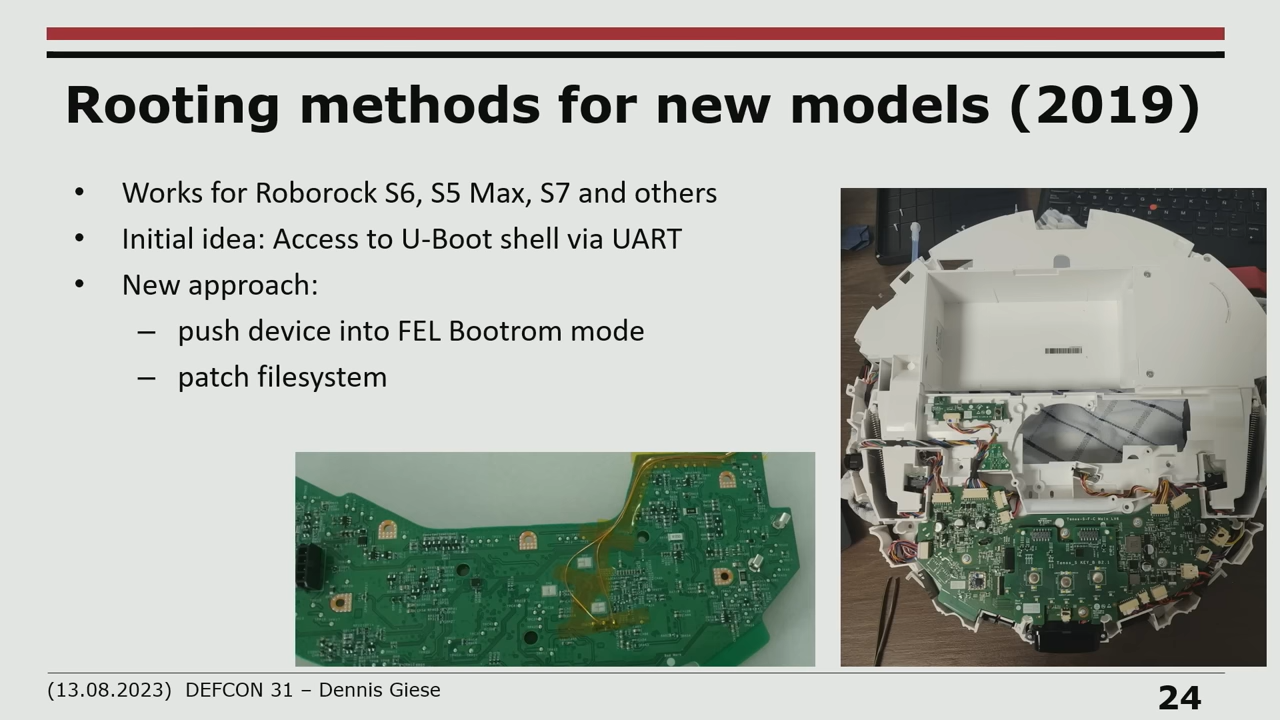 Rooting methods for new models (2019)
• Works for Roborock S6, S5 Max, S7 and others
• Initial idea: Access to U-Boot shell via UART
• New approach:
– push device into FEL Bootrom mode
– patch filesystem
(13.08.2023) DEFCON 31 – Dennis Giese
24